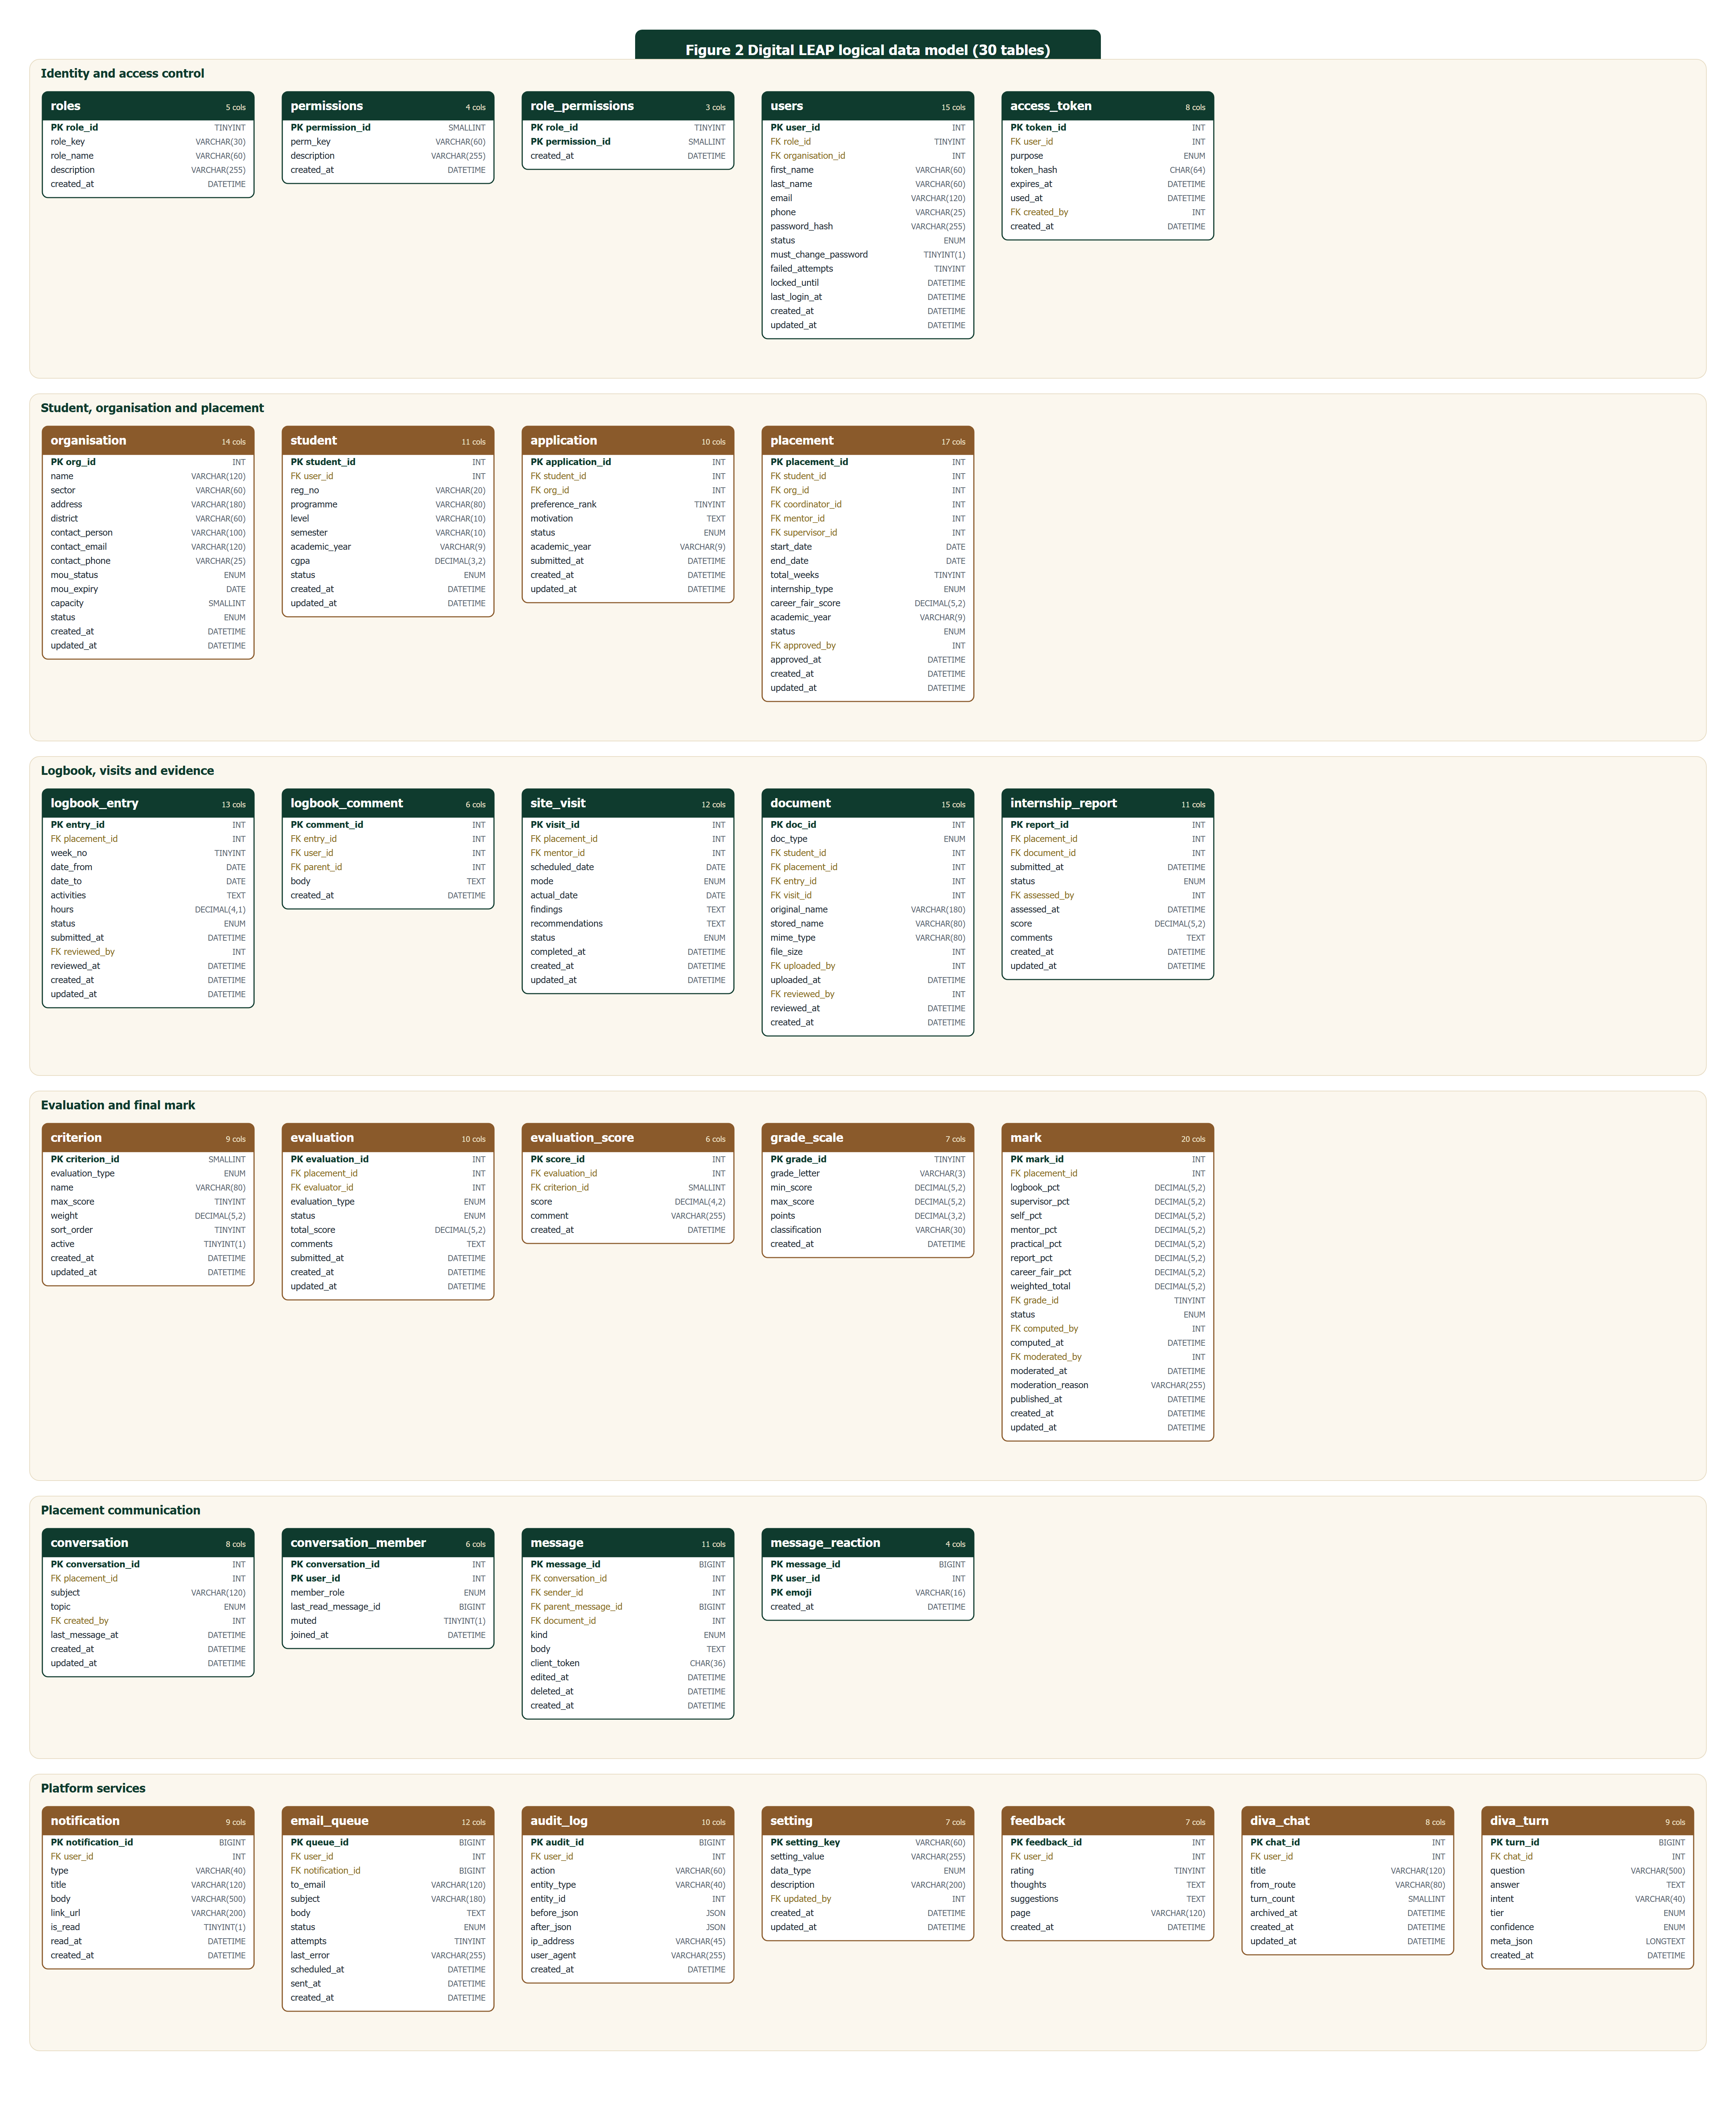 Figure 2 Digital LEAP logical data model (30 tables)
Identity and access control
roles 5 cols
PK role_id TINYINT
role_key VARCHAR(30)
role_name VARCHAR(60)
description VARCHAR(255)
created_at DATETIME
permissions 4 cols
PK permission_id SMALLINT
perm_key VARCHAR(60)
description VARCHAR(255)
created_at DATETIME
role_permissions 3 cols
PK role_id TINYINT
PK permission_id SMALLINT
created_at DATETIME
users 15 cols
PK user_id INT
FK role_id TINYINT
FK organisation_id INT
first_name VARCHAR(60)
last_name VARCHAR(60)
email VARCHAR(120)
phone VARCHAR(25)
password_hash VARCHAR(255)
status ENUM
must_change_password TINYINT(1)
failed_attempts TINYINT
locked_until DATETIME
last_login_at DATETIME
created_at DATETIME
updated_at DATETIME
access_token 8 cols
PK token_id INT
FK user_id INT
purpose ENUM
token_hash CHAR(64)
expires_at DATETIME
used_at DATETIME
FK created_by INT
created_at DATETIME
Student, organisation and placement
organisation 14 cols
PK org_id INT
name VARCHAR(120)
sector VARCHAR(60)
address VARCHAR(180)
district VARCHAR(60)
contact_person VARCHAR(100)
contact_email VARCHAR(120)
contact_phone VARCHAR(25)
mou_status ENUM
mou_expiry DATE
capacity SMALLINT
status ENUM
created_at DATETIME
updated_at DATETIME
student 11 cols
PK student_id INT
FK user_id INT
reg_no VARCHAR(20)
programme VARCHAR(80)
level VARCHAR(10)
semester VARCHAR(10)
academic_year VARCHAR(9)
cgpa DECIMAL(3,2)
status ENUM
created_at DATETIME
updated_at DATETIME
application 10 cols
PK application_id INT
FK student_id INT
FK org_id INT
preference_rank TINYINT
motivation TEXT
status ENUM
academic_year VARCHAR(9)
submitted_at DATETIME
created_at DATETIME
updated_at DATETIME
placement 17 cols
PK placement_id INT
FK student_id INT
FK org_id INT
FK coordinator_id INT
FK mentor_id INT
FK supervisor_id INT
start_date DATE
end_date DATE
total_weeks TINYINT
internship_type ENUM
career_fair_score DECIMAL(5,2)
academic_year VARCHAR(9)
status ENUM
FK approved_by INT
approved_at DATETIME
created_at DATETIME
updated_at DATETIME
Logbook, visits and evidence
logbook_entry 13 cols
PK entry_id INT
FK placement_id INT
week_no TINYINT
date_from DATE
date_to DATE
activities TEXT
hours DECIMAL(4,1)
status ENUM
submitted_at DATETIME
FK reviewed_by INT
reviewed_at DATETIME
created_at DATETIME
updated_at DATETIME
logbook_comment 6 cols
PK comment_id INT
FK entry_id INT
FK user_id INT
FK parent_id INT
body TEXT
created_at DATETIME
site_visit 12 cols
PK visit_id INT
FK placement_id INT
FK mentor_id INT
scheduled_date DATE
mode ENUM
actual_date DATE
findings TEXT
recommendations TEXT
status ENUM
completed_at DATETIME
created_at DATETIME
updated_at DATETIME
document 15 cols
PK doc_id INT
doc_type ENUM
FK student_id INT
FK placement_id INT
FK entry_id INT
FK visit_id INT
original_name VARCHAR(180)
stored_name VARCHAR(80)
mime_type VARCHAR(80)
file_size INT
FK uploaded_by INT
uploaded_at DATETIME
FK reviewed_by INT
reviewed_at DATETIME
created_at DATETIME
internship_report 11 cols
PK report_id INT
FK placement_id INT
FK document_id INT
submitted_at DATETIME
status ENUM
FK assessed_by INT
assessed_at DATETIME
score DECIMAL(5,2)
comments TEXT
created_at DATETIME
updated_at DATETIME
Evaluation and final mark
criterion 9 cols
PK criterion_id SMALLINT
evaluation_type ENUM
name VARCHAR(80)
max_score TINYINT
weight DECIMAL(5,2)
sort_order TINYINT
active TINYINT(1)
created_at DATETIME
updated_at DATETIME
evaluation 10 cols
PK evaluation_id INT
FK placement_id INT
FK evaluator_id INT
evaluation_type ENUM
status ENUM
total_score DECIMAL(5,2)
comments TEXT
submitted_at DATETIME
created_at DATETIME
updated_at DATETIME
evaluation_score 6 cols
PK score_id INT
FK evaluation_id INT
FK criterion_id SMALLINT
score DECIMAL(4,2)
comment VARCHAR(255)
created_at DATETIME
grade_scale 7 cols
PK grade_id TINYINT
grade_letter VARCHAR(3)
min_score DECIMAL(5,2)
max_score DECIMAL(5,2)
points DECIMAL(3,2)
classification VARCHAR(30)
created_at DATETIME
mark 20 cols
PK mark_id INT
FK placement_id INT
logbook_pct DECIMAL(5,2)
supervisor_pct DECIMAL(5,2)
self_pct DECIMAL(5,2)
mentor_pct DECIMAL(5,2)
practical_pct DECIMAL(5,2)
report_pct DECIMAL(5,2)
career_fair_pct DECIMAL(5,2)
weighted_total DECIMAL(5,2)
FK grade_id TINYINT
status ENUM
FK computed_by INT
computed_at DATETIME
FK moderated_by INT
moderated_at DATETIME
moderation_reason VARCHAR(255)
published_at DATETIME
created_at DATETIME
updated_at DATETIME
Placement communication
conversation 8 cols
PK conversation_id INT
FK placement_id INT
subject VARCHAR(120)
topic ENUM
FK created_by INT
last_message_at DATETIME
created_at DATETIME
updated_at DATETIME
conversation_member 6 cols
PK conversation_id INT
PK user_id INT
member_role ENUM
last_read_message_id BIGINT
muted TINYINT(1)
joined_at DATETIME
message 11 cols
PK message_id BIGINT
FK conversation_id INT
FK sender_id INT
FK parent_message_id BIGINT
FK document_id INT
kind ENUM
body TEXT
client_token CHAR(36)
edited_at DATETIME
deleted_at DATETIME
created_at DATETIME
message_reaction 4 cols
PK message_id BIGINT
PK user_id INT
PK emoji VARCHAR(16)
created_at DATETIME
Platform services
notification 9 cols
PK notification_id BIGINT
FK user_id INT
type VARCHAR(40)
title VARCHAR(120)
body VARCHAR(500)
link_url VARCHAR(200)
is_read TINYINT(1)
read_at DATETIME
created_at DATETIME
email_queue 12 cols
PK queue_id BIGINT
FK user_id INT
FK notification_id BIGINT
to_email VARCHAR(120)
subject VARCHAR(180)
body TEXT
status ENUM
attempts TINYINT
last_error VARCHAR(255)
scheduled_at DATETIME
sent_at DATETIME
created_at DATETIME
audit_log 10 cols
PK audit_id BIGINT
FK user_id INT
action VARCHAR(60)
entity_type VARCHAR(40)
entity_id INT
before_json JSON
after_json JSON
ip_address VARCHAR(45)
user_agent VARCHAR(255)
created_at DATETIME
setting 7 cols
PK setting_key VARCHAR(60)
setting_value VARCHAR(255)
data_type ENUM
description VARCHAR(200)
FK updated_by INT
created_at DATETIME
updated_at DATETIME
feedback 7 cols
PK feedback_id INT
FK user_id INT
rating TINYINT
thoughts TEXT
suggestions TEXT
page VARCHAR(120)
created_at DATETIME
diva_chat 8 cols
PK chat_id INT
FK user_id INT
title VARCHAR(120)
from_route VARCHAR(80)
turn_count SMALLINT
archived_at DATETIME
created_at DATETIME
updated_at DATETIME
diva_turn 9 cols
PK turn_id BIGINT
FK chat_id INT
question VARCHAR(500)
answer TEXT
intent VARCHAR(40)
tier ENUM
confidence ENUM
meta_json LONGTEXT
created_at DATETIME